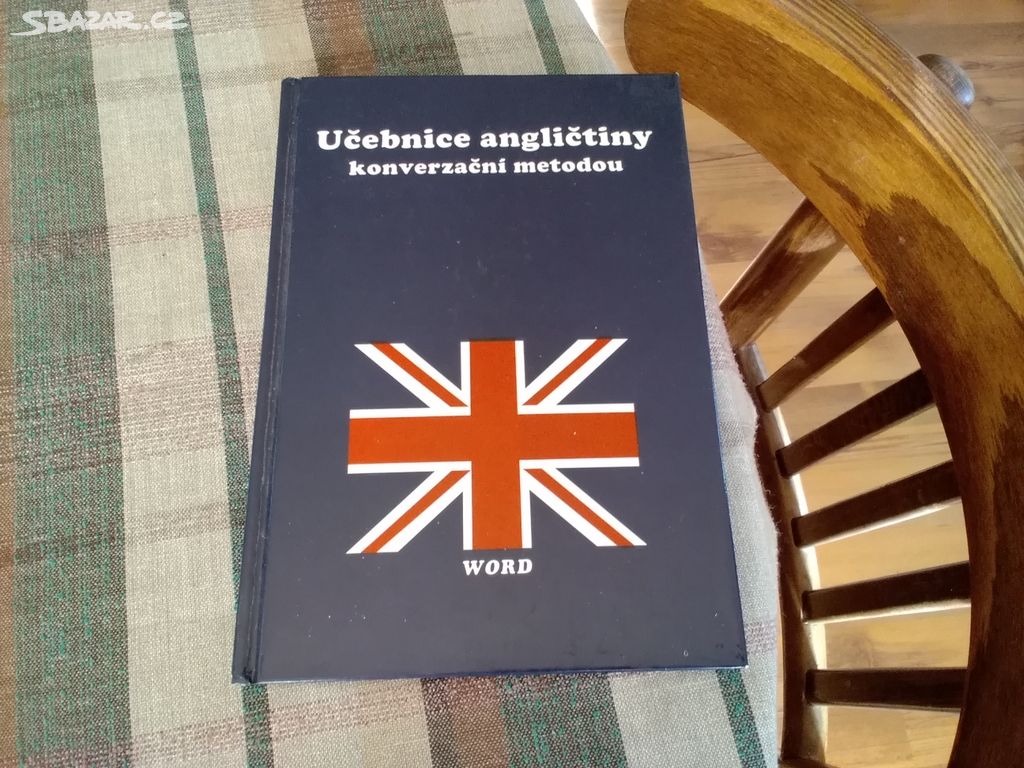 SBAZAR.CZ
Učebnice angličtiny
konverzační metodou
WORD